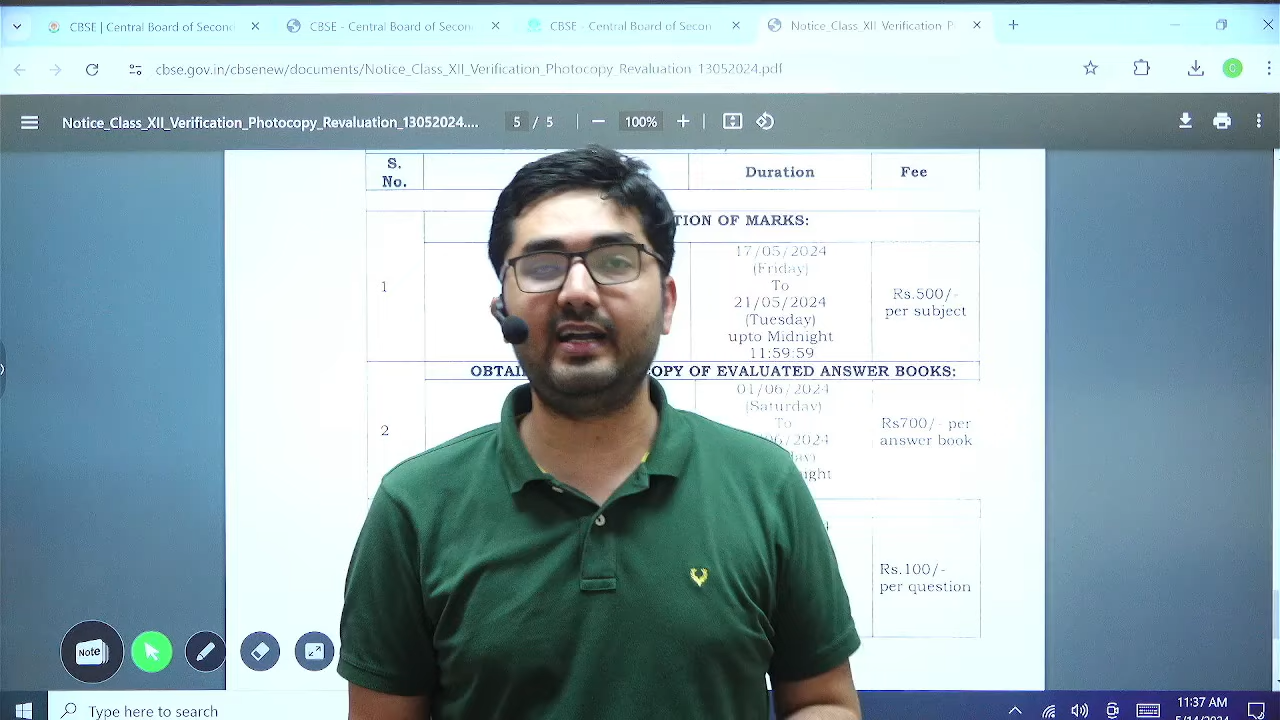 CBSE | Central Board of Secon
CBSE - Central Board of Secon
CBSE - Central Board of Secon
Notice_Class_XII_Verification_P
cbse.gov.in/cbsenew/documents/Notice_Class_XII_Verification_Photocopy_Revaluation_13052024.pdf
Notice_Class_XII_Verification_Photocopy_Revaluation_13052024....
5 / 5
100%
S. No.
Duration
Fee
TION OF MARKS:
1
17/05/2024
(Friday)
To
21/05/2024
(Tuesday)
upto Midnight
11:59:59
Rs.500/-
per subject
OBTAI OPY OF EVALUATED ANSWER BOOKS:
2
01/06/2024
(Saturday)
To
06/2024
Rs700/- per
answer book
Rs.100/-
per question
Note
Type here to search
11:37 AM